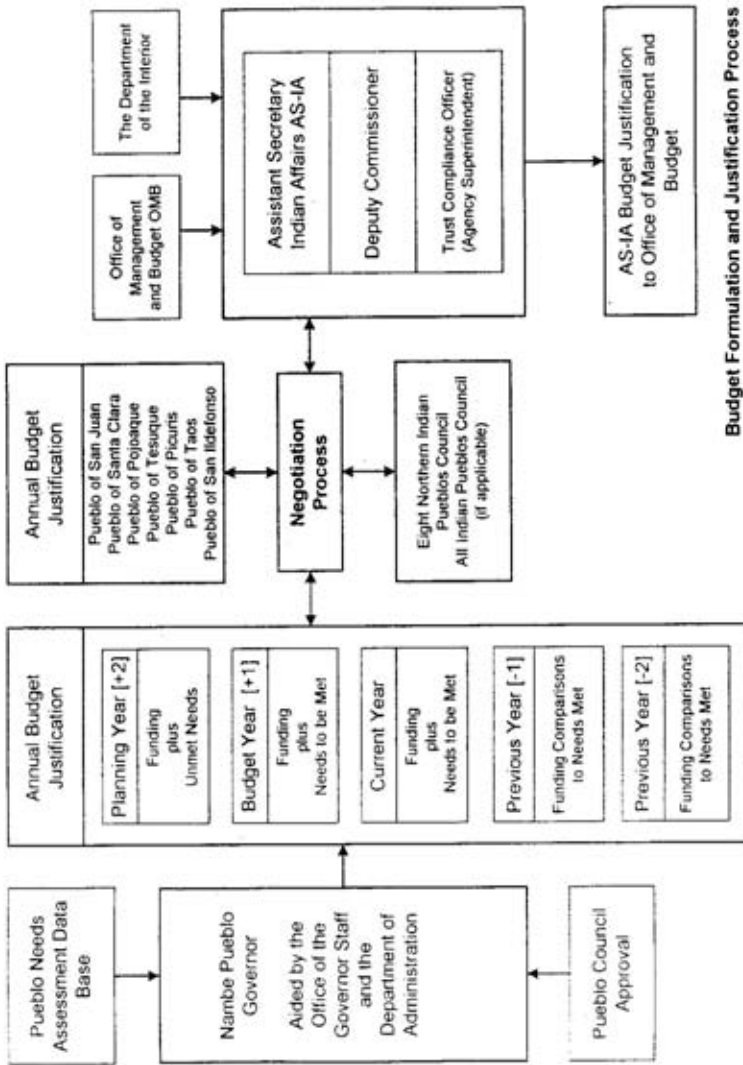 Pueblo Needs
Assessment Data
Base
Nambe Pueblo
Governor
Aided by the
Office of the
Governor Staff
and the
Department of
Administration
Pueblo Council
Approval
Annual Budget
Justification
Planning Year [+2]
Funding
plus
Unmet Needs
Budget Year [+1]
Funding
plus
Needs to be Met
Current Year
Funding
plus
Needs to be Met
Previous Year [-1]
Funding Comparisons
to Needs Met
Previous Year [-2]
Funding Comparisons
to Needs Met
Annual Budget
Justification
Pueblo of San Juan
Pueblo of Santa Clara
Pueblo of Pojoaque
Pueblo of Tesuque
Pueblo of Picuris
Pueblo of Taos
Pueblo of San Ildefonso
Negotiation
Process
Eight Northern Indian
Pueblos Council
All Indian Pueblos Council
(if applicable)
Office of
Management
and Budget OMB
The Department
of the Interior
Assistant Secretary
Indian Affairs AS-IA
Deputy Commissioner
Trust Compliance Officer
(Agency Superintendent)
AS-IA Budget Justification
to Office of Management and
Budget
Budget Formulation and Justification Process